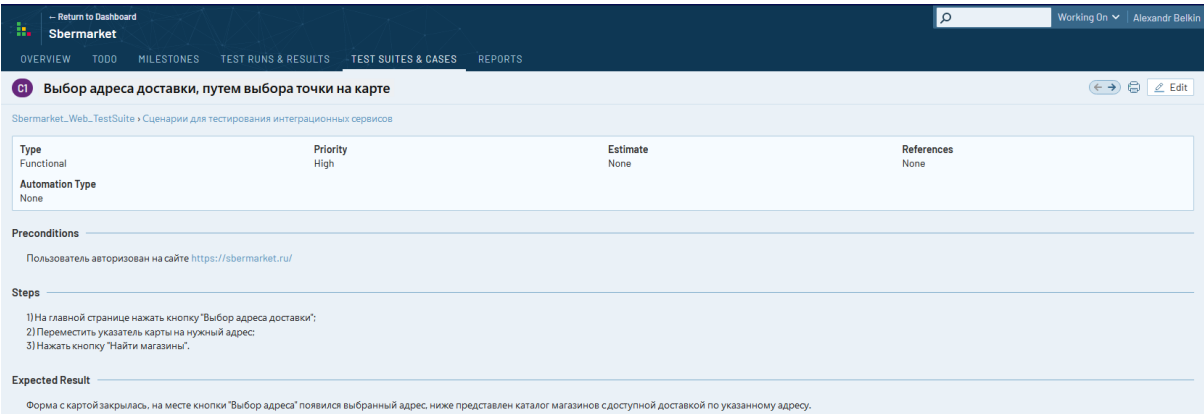 ← Return to Dashboard
Sbermarket
Working On
Alexandr Belkin
OVERVIEW TODO MILESTONES TEST RUNS & RESULTS TEST SUITES & CASES REPORTS
C1 Выбор адреса доставки, путем выбора точки на карте
Edit
Sbermarket_Web_TestSuite › Сценарии для тестирования интеграционных сервисов
Type Priority Estimate References
Functional High None None
Automation Type
None
Preconditions
Пользователь авторизован на сайте https://sbermarket.ru/
Steps
1) На главной странице нажать кнопку "Выбор адреса доставки";
2) Переместить указатель карты на нужный адрес;
3) Нажать кнопку "Найти магазины".
Expected Result
Форма с картой закрылась, на месте кнопки "Выбор адреса" появился выбранный адрес, ниже представлен каталог магазинов с доступной доставкой по указанному адресу.